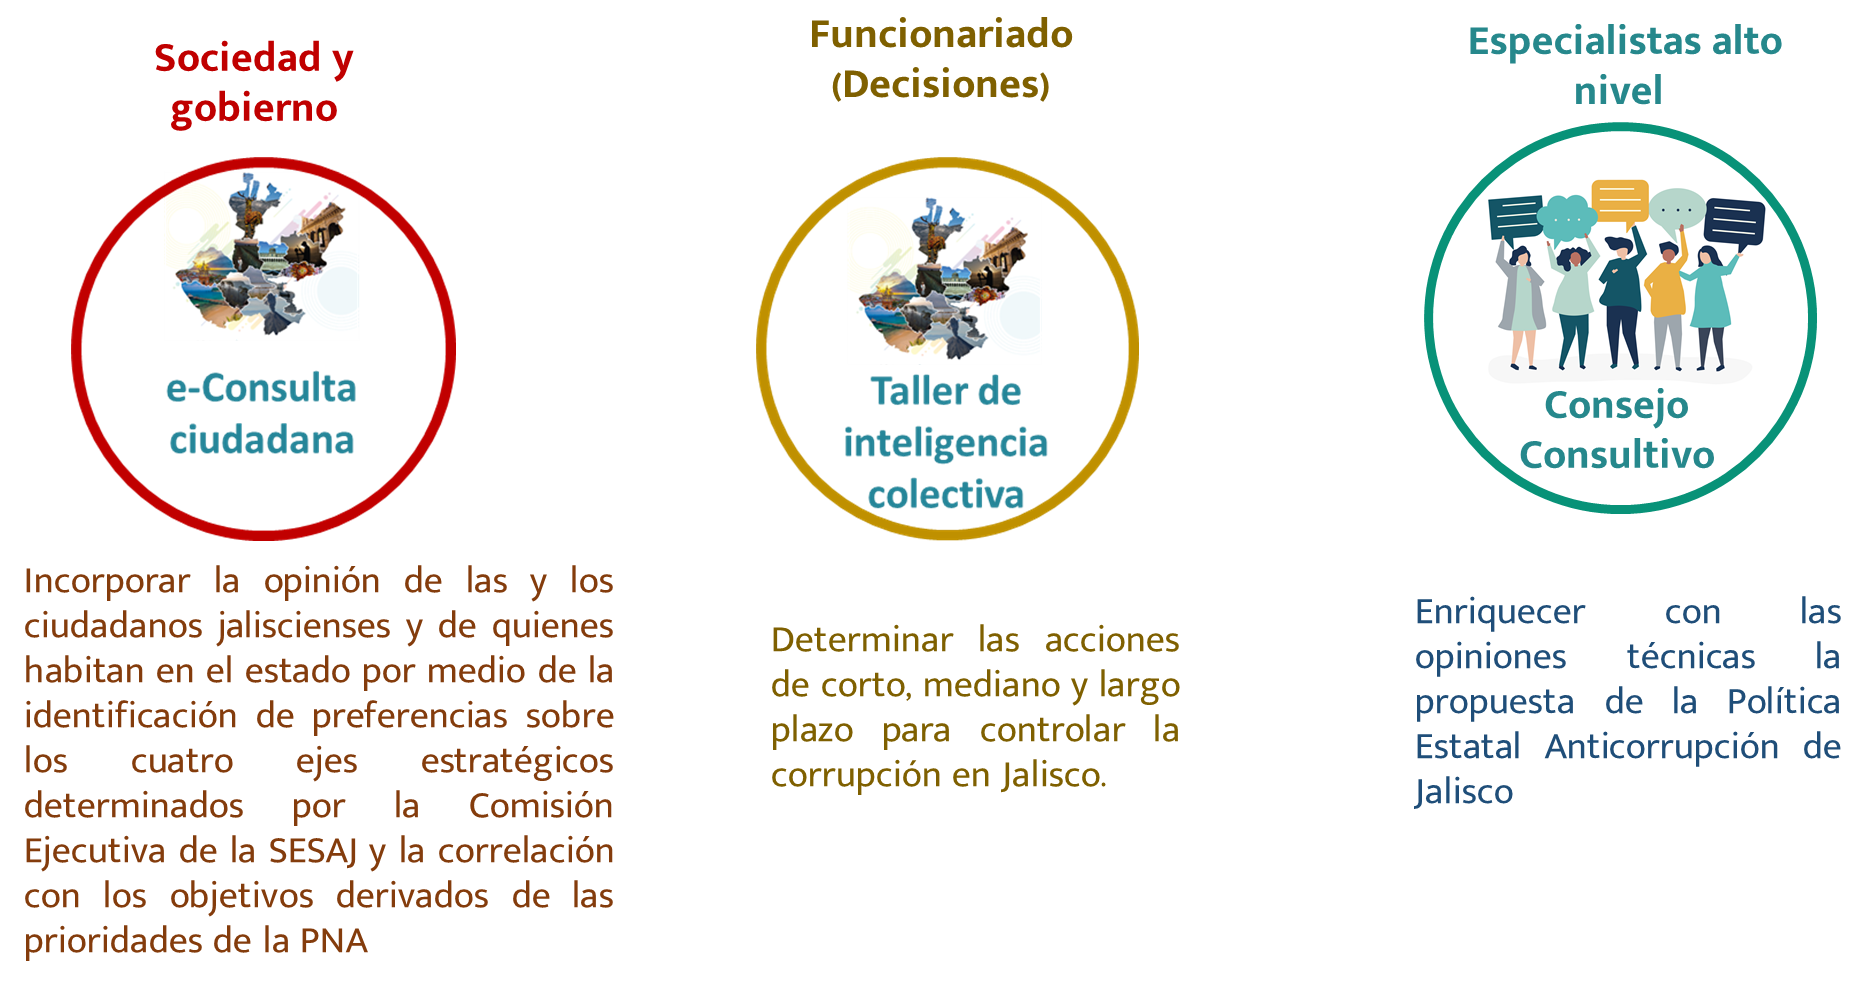 Sociedad y
gobierno
e-Consulta
ciudadana
Incorporar la opinión de las y los
ciudadanos jaliscienses y de quienes
habitan en el estado por medio de la
identificación de preferencias sobre
los cuatro ejes estratégicos
determinados por la Comisión
Ejecutiva de la SESAJ y la correlación
con los objetivos derivados de las
prioridades de la PNA
Funcionariado
(Decisiones)
Taller de
inteligencia
colectiva
Determinar las acciones
de corto, mediano y largo
plazo para controlar la
corrupción en Jalisco.
Especialistas alto
nivel
Consejo
Consultivo
Enriquecer con las
opiniones técnicas la
propuesta de la Política
Estatal Anticorrupción de
Jalisco